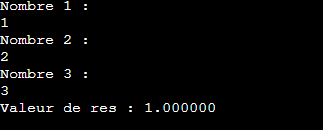 Nombre 1 :
1
Nombre 2 :
2
Nombre 3 :
3
Valeur de res : 1.000000